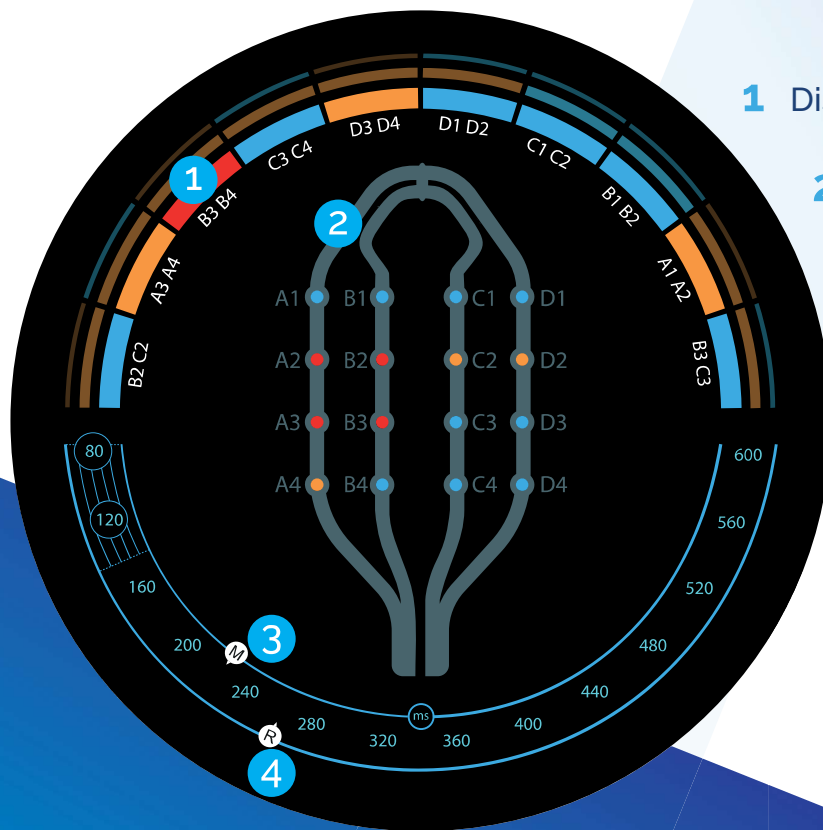 1 Di
2
1
B2 C2
A3 A4
B3 B4
C3 C4
D3 D4
D1 D2
C1 C2
B1 B2
A1 A2
B3 C3
2
A1 B1 C1 D1
A2 B2 C2 D2
A3 B3 C3 D3
A4 B4 C4 D4
80
120
160
200
240
280
320
360
400
440
480
520
560
600
ms
M
3
R
4